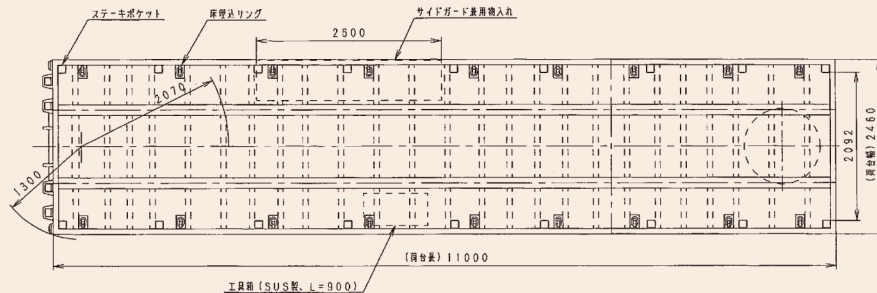 ステーキポケット
床埋込リング
2600
サイドガード兼用物入れ
2070
1300
2092
(荷台幅) 2460
(荷台長) 11000
工具箱 (SUS製、L=900)